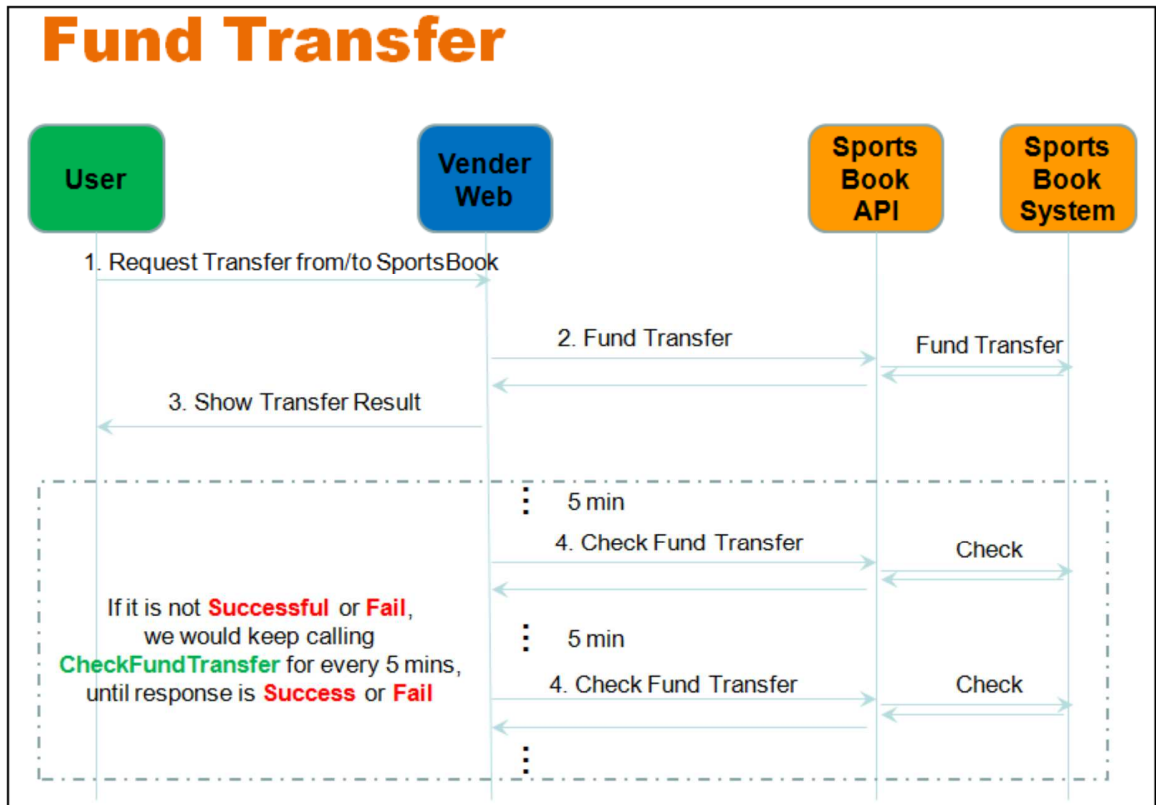 Fund Transfer
User
Vender
Web
Sports
Book
API
Sports
Book
System
1. Request Transfer from/to SportsBook
2. Fund Transfer
Fund Transfer
3. Show Transfer Result
5 min
4. Check Fund Transfer
Check
If it is not Successful or Fail,
we would keep calling
CheckFundTransfer for every 5 mins,
until response is Success or Fail
5 min
4. Check Fund Transfer
Check